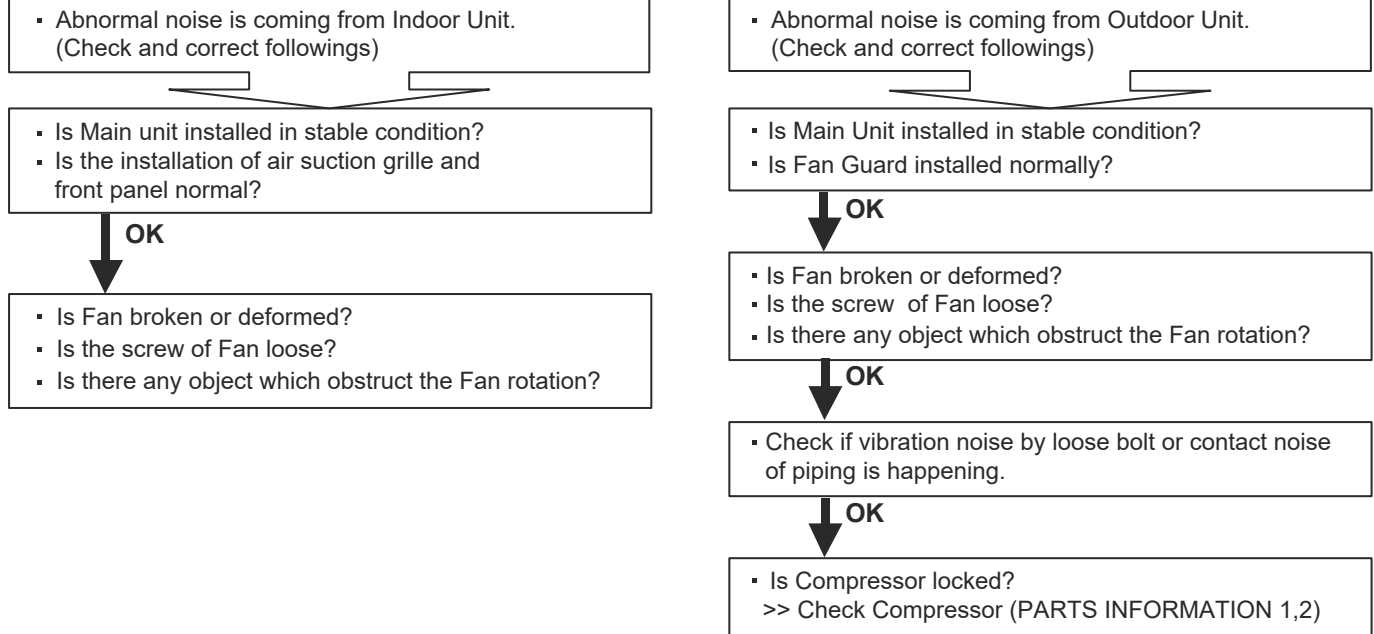 ▪ Abnormal noise is coming from Indoor Unit.
(Check and correct followings)
▪ Is Main unit installed in stable condition?
▪ Is the installation of air suction grille and
front panel normal?
OK
▪ Is Fan broken or deformed?
▪ Is the screw of Fan loose?
▪ Is there any object which obstruct the Fan rotation?
▪ Abnormal noise is coming from Outdoor Unit.
(Check and correct followings)
▪ Is Main Unit installed in stable condition?
▪ Is Fan Guard installed normally?
OK
▪ Is Fan broken or deformed?
▪ Is the screw of Fan loose?
▪ Is there any object which obstruct the Fan rotation?
OK
▪ Check if vibration noise by loose bolt or contact noise
of piping is happening.
OK
▪ Is Compressor locked?
>> Check Compressor (PARTS INFORMATION 1,2)